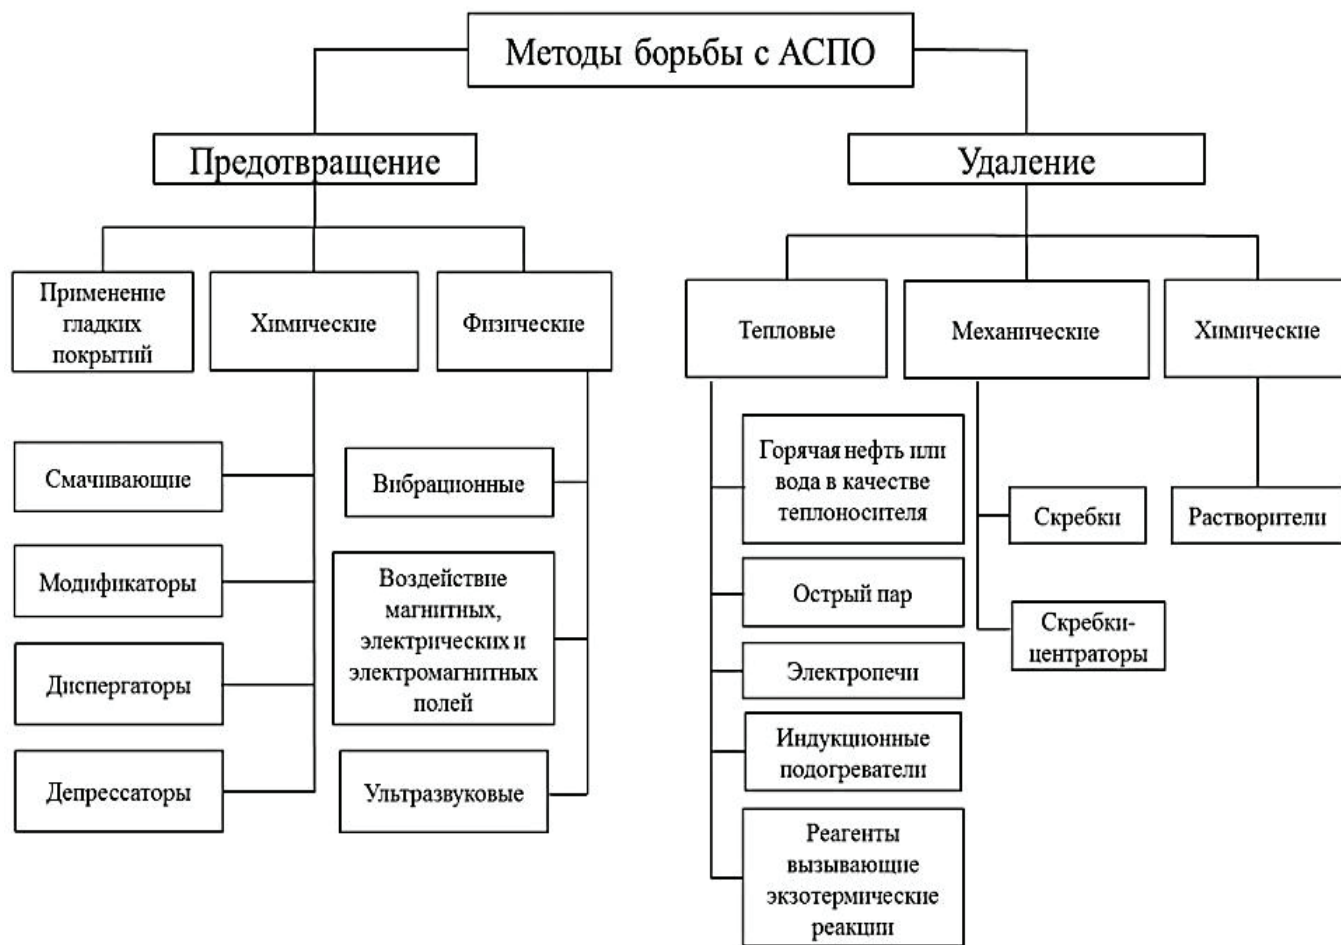 Методы борьбы с АСПО
Предотвращение
Удаление
Применение
гладких
покрытий
Химические
Физические
Тепловые
Механические
Химические
Смачивающие
Модификаторы
Диспергаторы
Депрессаторы
Вибрационные
Воздействие
магнитных,
электрических и
электромагнитных
полей
Ультразвуковые
Горячая нефть или
вода в качестве
теплоносителя
Острый пар
Электропечи
Индукционные
подогреватели
Реагенты
вызывающие
экзотермические
реакции
Скребки
Скребки-
центраторы
Растворители